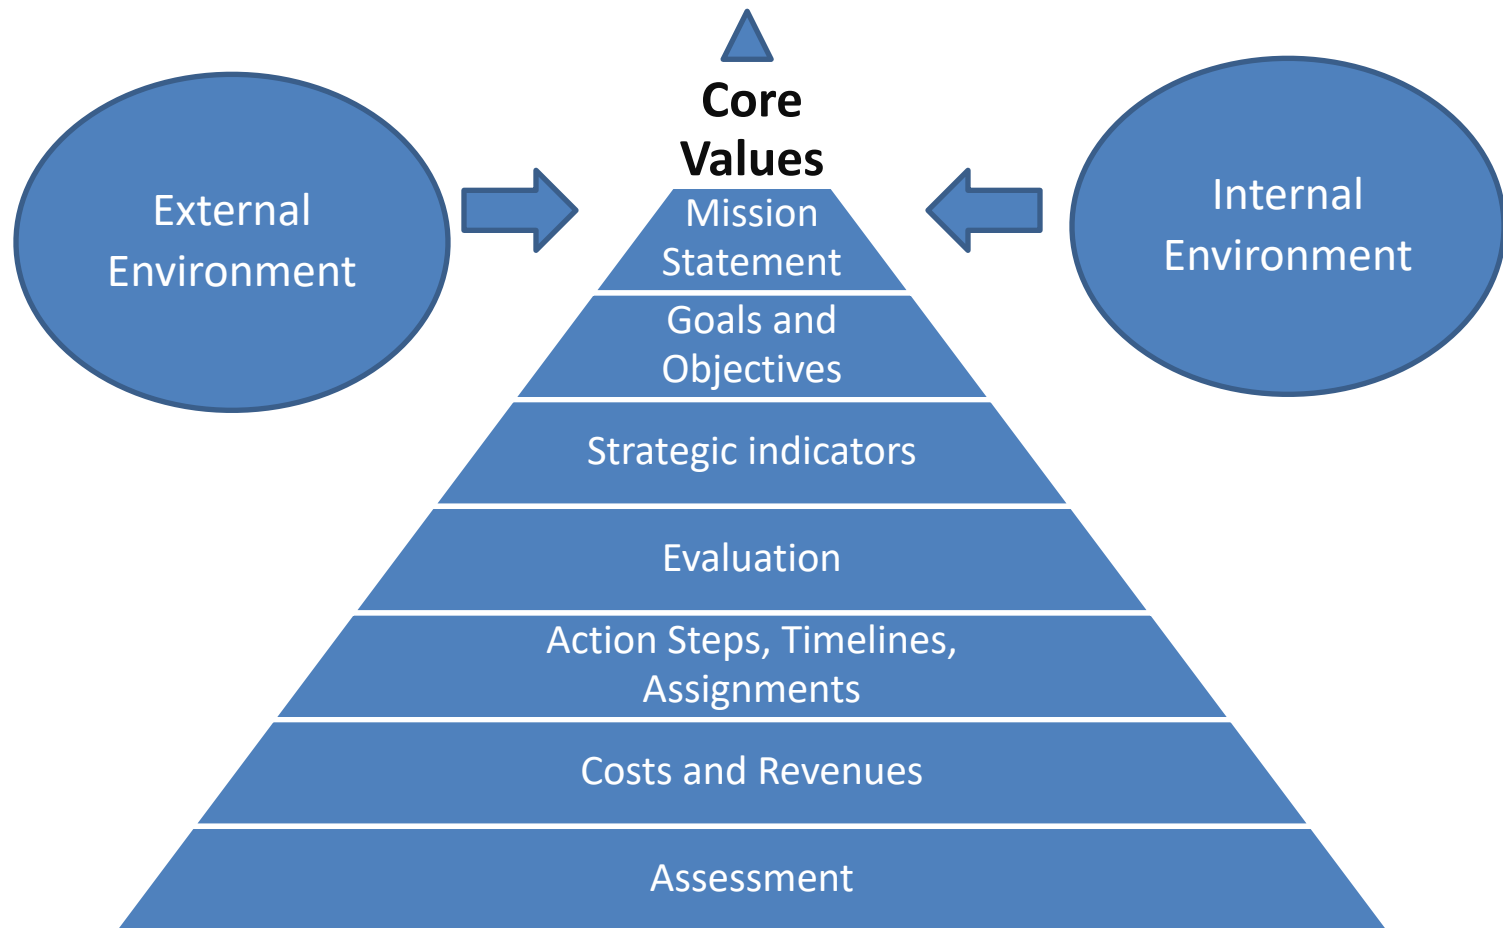 Core
Values
External
Environment
Internal
Environment
Mission
Statement
Goals and
Objectives
Strategic indicators
Evaluation
Action Steps, Timelines,
Assignments
Costs and Revenues
Assessment